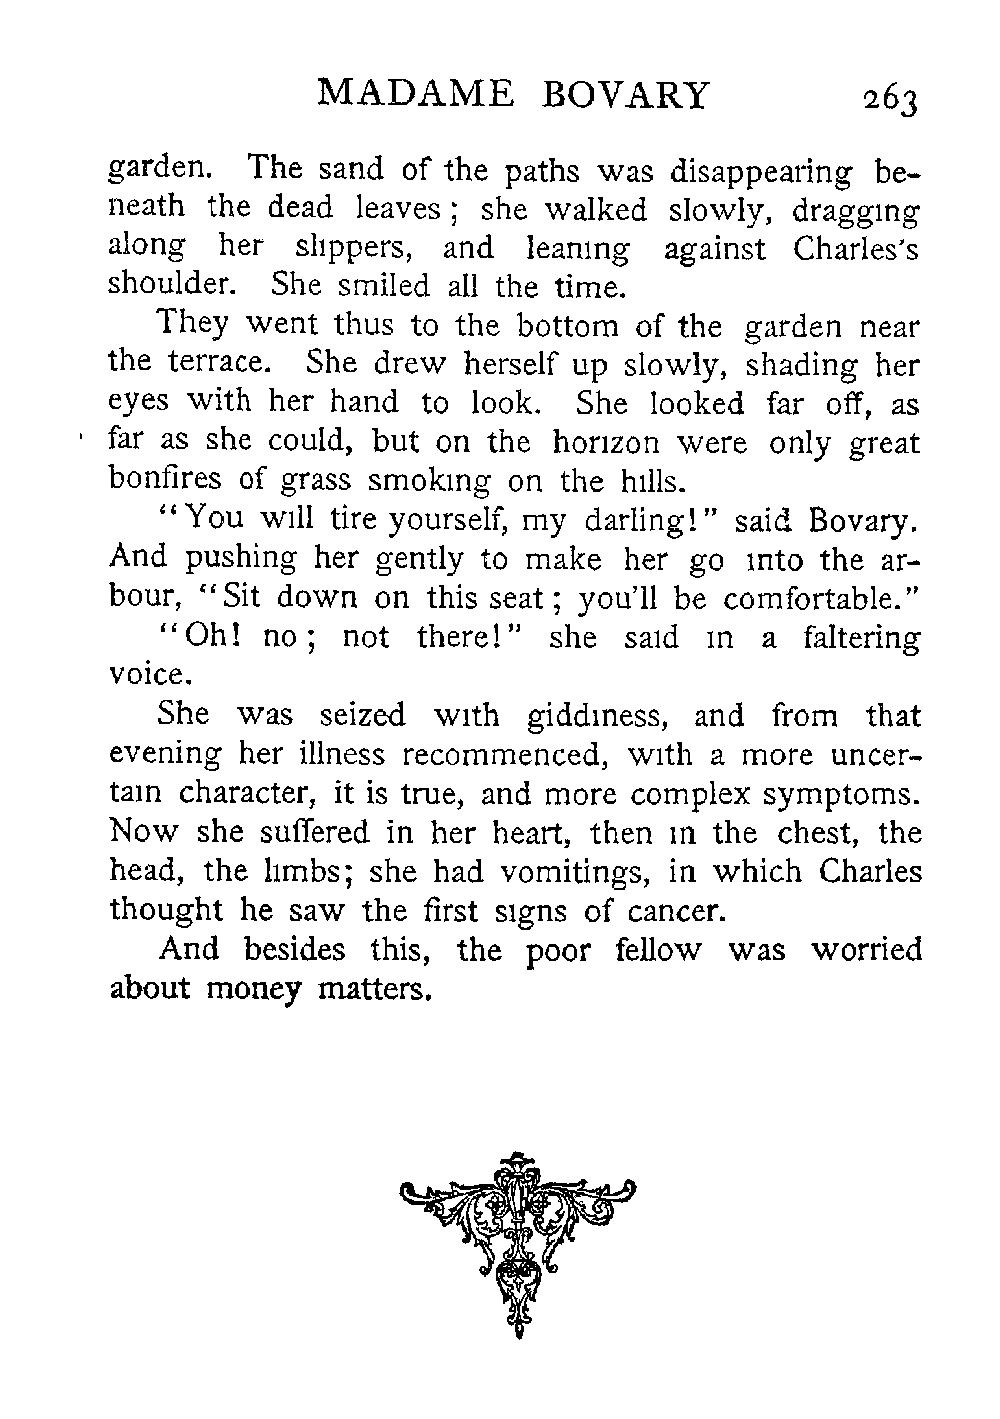 MADAME BOVARY 263
garden. The sand of the paths was disappearing be-
neath the dead leaves; she walked slowly, dragging
along her slippers, and leaning against Charles's
shoulder. She smiled all the time.
They went thus to the bottom of the garden near
the terrace. She drew herself up slowly, shading her
eyes with her hand to look. She looked far off, as
far as she could, but on the horizon were only great
bonfires of grass smoking on the hills.
"You will tire yourself, my darling!" said Bovary.
And pushing her gently to make her go into the ar-
bour, "Sit down on this seat; you'll be comfortable."
"Oh! no; not there!" she said in a faltering
voice.
She was seized with giddiness, and from that
evening her illness recommenced, with a more uncer-
tain character, it is true, and more complex symptoms.
Now she suffered in her heart, then in the chest, the
head, the limbs; she had vomitings, in which Charles
thought he saw the first signs of cancer.
And besides this, the poor fellow was worried
about money matters.